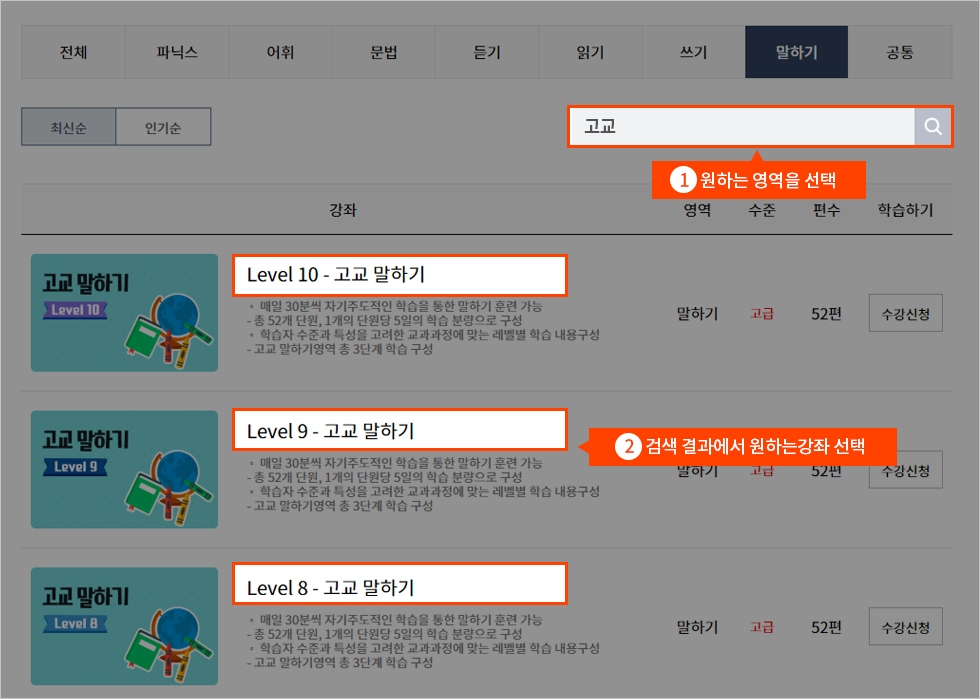 전체 파닉스 어휘 문법 듣기 읽기 쓰기 말하기 공통
최신순 인기순
고교
1 원하는 영역을 선택
강좌 영역 수준 편수 학습하기
고교 말하기
Level 10
Level 10 - 고교 말하기
◦ 매일 30분씩 자기주도적인 학습을 통한 말하기 훈련 가능
- 총 52개 단원, 1개의 단원당 5일의 학습 분량으로 구성
◦ 학습자 수준과 특성을 고려한 교과과정에 맞는 레벨별 학습 내용구성
- 고교 말하기영역 총 3단계 학습 구성
말하기 고급 52편 수강신청
고교 말하기
Level 9
Level 9 - 고교 말하기
2 검색 결과에서 원하는강좌 선택
◦ 매일 30분씩 자기주도적인 학습을 통한 말하기 훈련 가능
- 총 52개 단원, 1개의 단원당 5일의 학습 분량으로 구성
◦ 학습자 수준과 특성을 고려한 교과과정에 맞는 레벨별 학습 내용구성
- 고교 말하기영역 총 3단계 학습 구성
말하기 고급 52편 수강신청
고교 말하기
Level 8
Level 8 - 고교 말하기
◦ 매일 30분씩 자기주도적인 학습을 통한 말하기 훈련 가능
- 총 52개 단원, 1개의 단원당 5일의 학습 분량으로 구성
◦ 학습자 수준과 특성을 고려한 교과과정에 맞는 레벨별 학습 내용구성
- 고교 말하기영역 총 3단계 학습 구성
말하기 고급 52편 수강신청